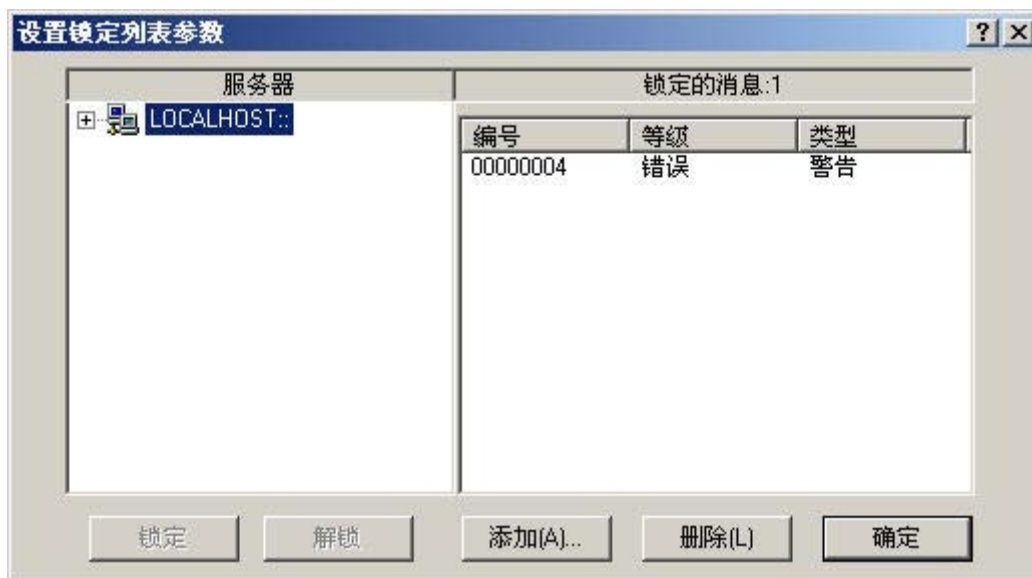 设置锁定列表参数
服务器
锁定的消息:1
LOCALHOST::
编号 等级 类型
00000004 错误 警告
锁定 解锁 添加(A)... 删除(L) 确定